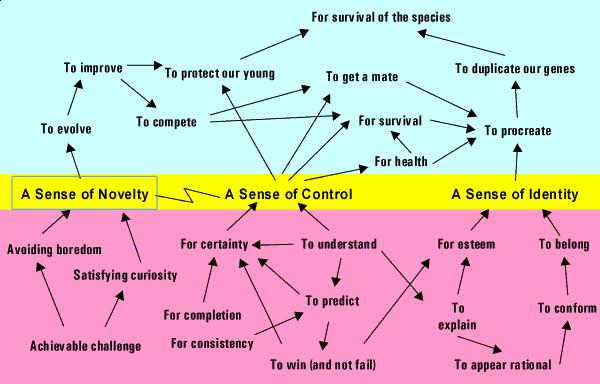 For survival of the species
To improve
To protect our young
To get a mate
To duplicate our genes
To evolve
To compete
For survival
To procreate
For health
A Sense of Novelty
A Sense of Control
A Sense of Identity
Avoiding boredom
Satisfying curiosity
For certainty
To understand
For esteem
To belong
To predict
For completion
For consistency
To
explain
To conform
Achievable challenge
To win (and not fail)
To appear rational